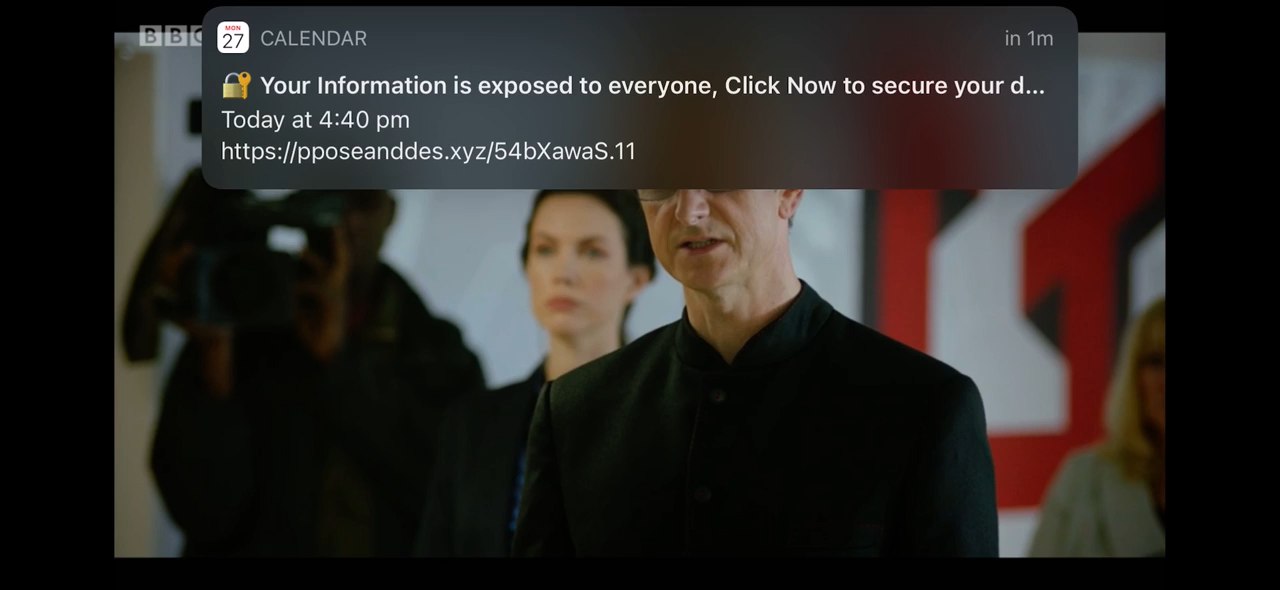 BBC
MON
27
CALENDAR
in 1m
🔐 Your Information is exposed to everyone, Click Now to secure your d...
Today at 4:40 pm
https://pposeanddes.xyz/54bXawaS.11